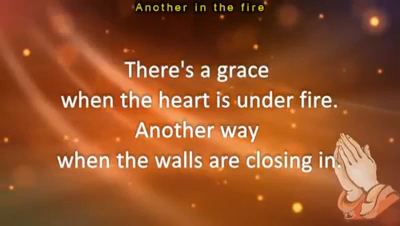 Another in the fire
There's a grace
when the heart is under fire.
Another way
when the walls are closing in.